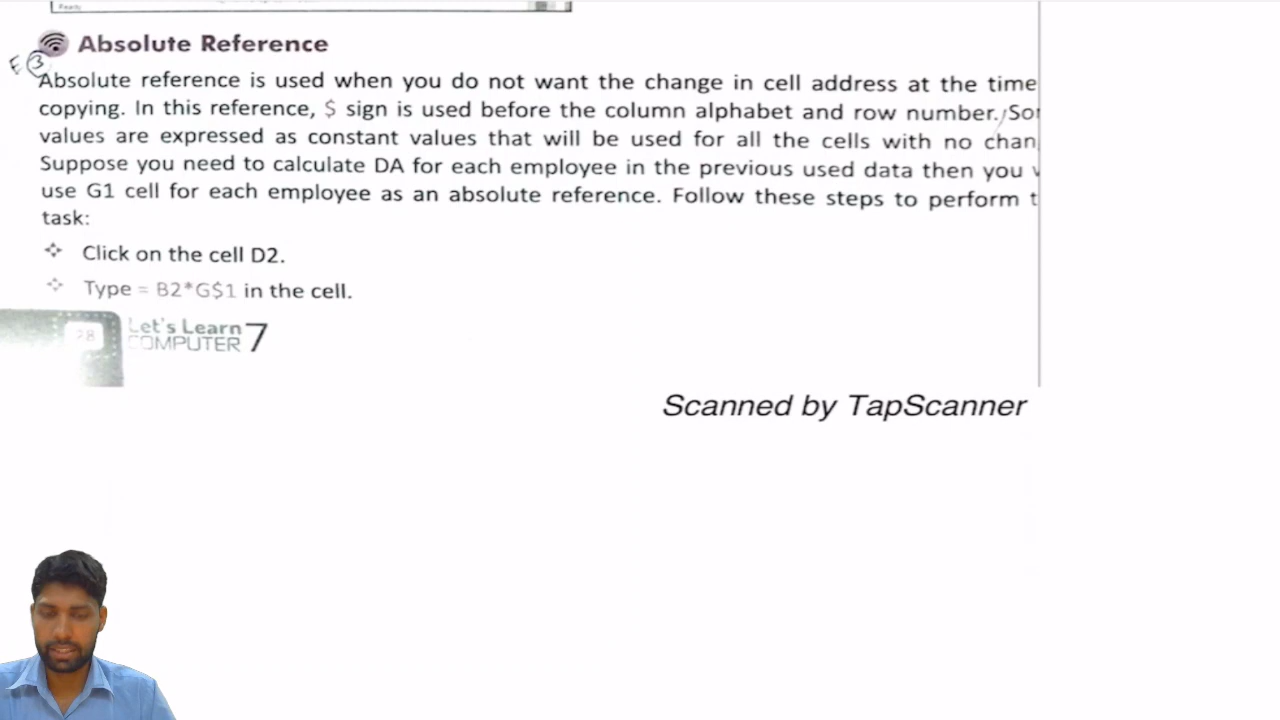 Ready
Absolute Reference
E 3
Absolute reference is used when you do not want the change in cell address at the time
copying. In this reference, $ sign is used before the column alphabet and row number.
values are expressed as constant values that will be used for all the cells with no
Suppose you need to calculate DA for each employee in the previous used data then you
use G1 cell for each employee as an absolute reference. Follow these steps to perform
task:
Click on the cell D2.
Type = B2*G$1 in the cell.
28
Let's Learn
COMPUTER 7
Scanned by TapScanner